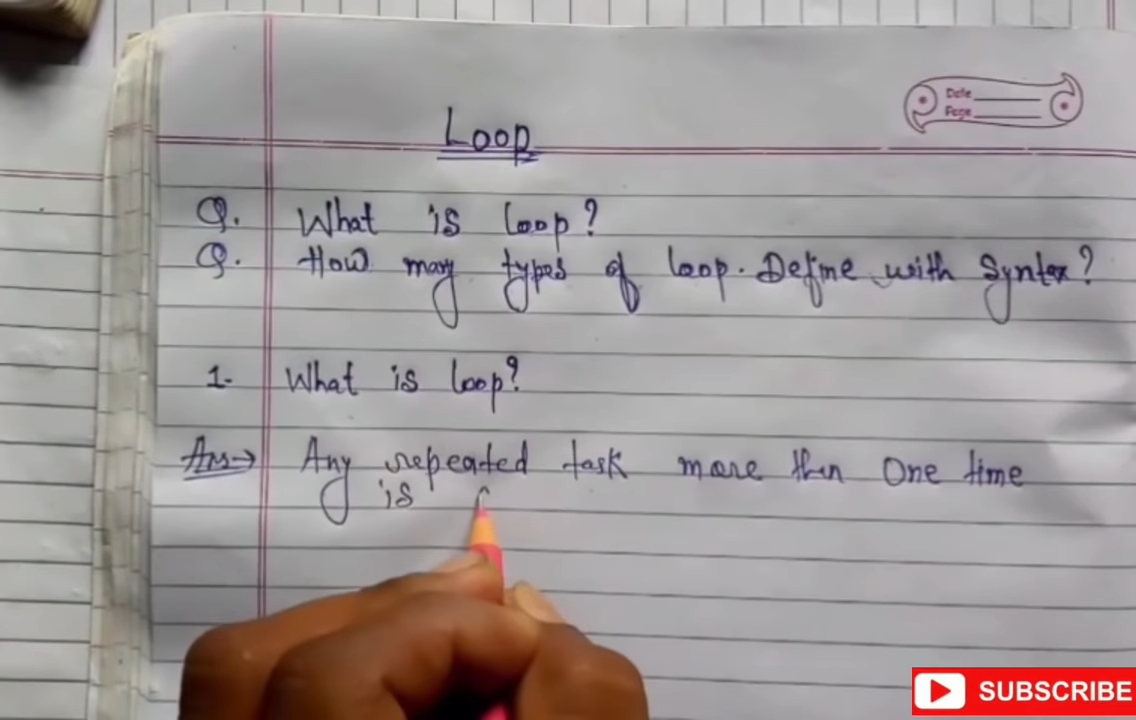 Date
Page
Loop
Q. What is loop?
Q. How many types of loop. Define with Syntex?
1. What is loop?
Ans→ Any repeated task more then One time
is
SUBSCRIBE